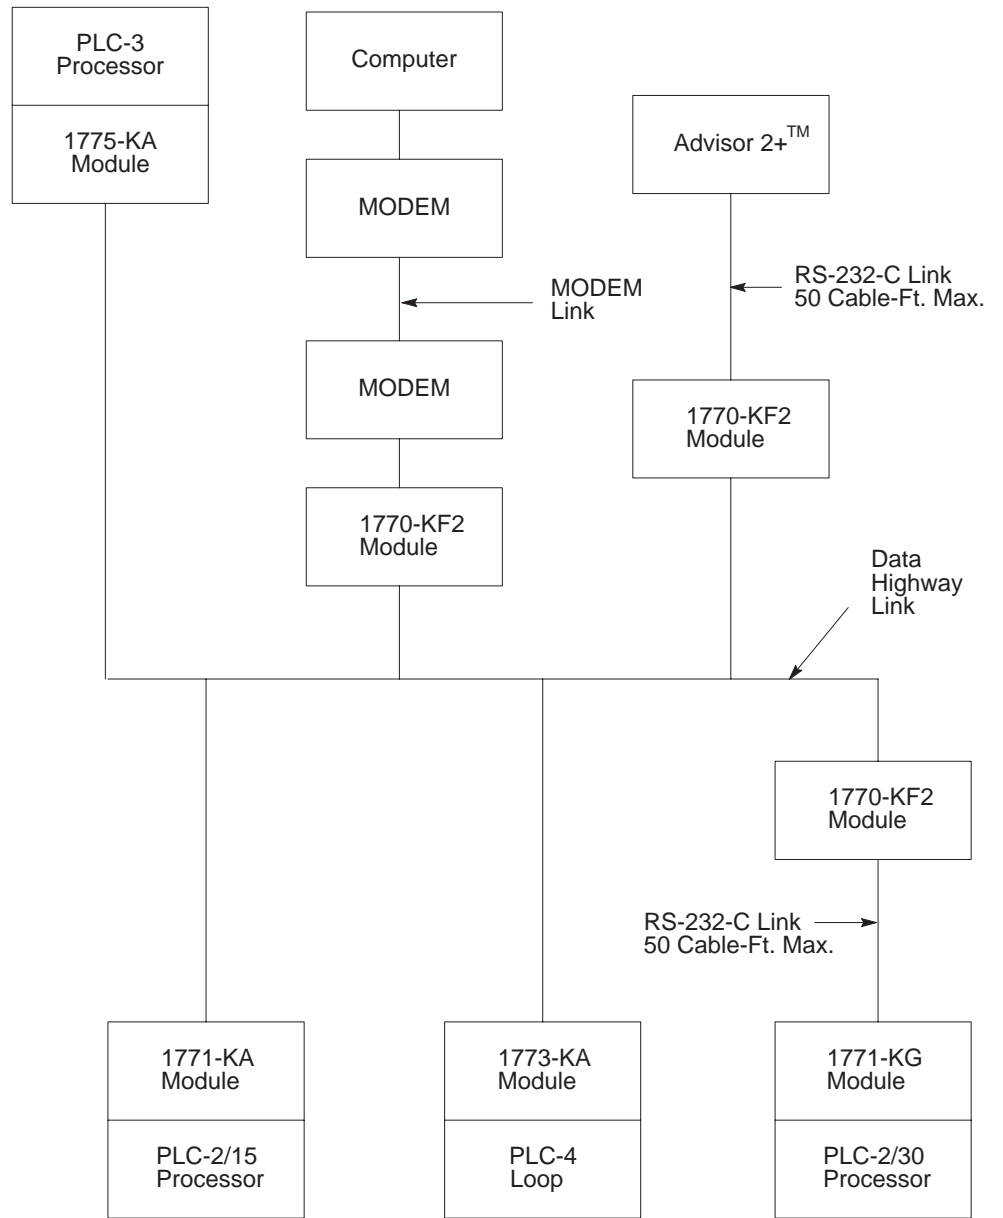 PLC-3
Processor
1775-KA
Module
Computer
MODEM
MODEM
Link
MODEM
1770-KF2
Module
Advisor 2+TM
RS-232-C Link
50 Cable-Ft. Max.
1770-KF2
Module
Data
Highway
Link
1770-KF2
Module
RS-232-C Link
50 Cable-Ft. Max.
1771-KA
Module
PLC-2/15
Processor
1773-KA
Module
PLC-4
Loop
1771-KG
Module
PLC-2/30
Processor